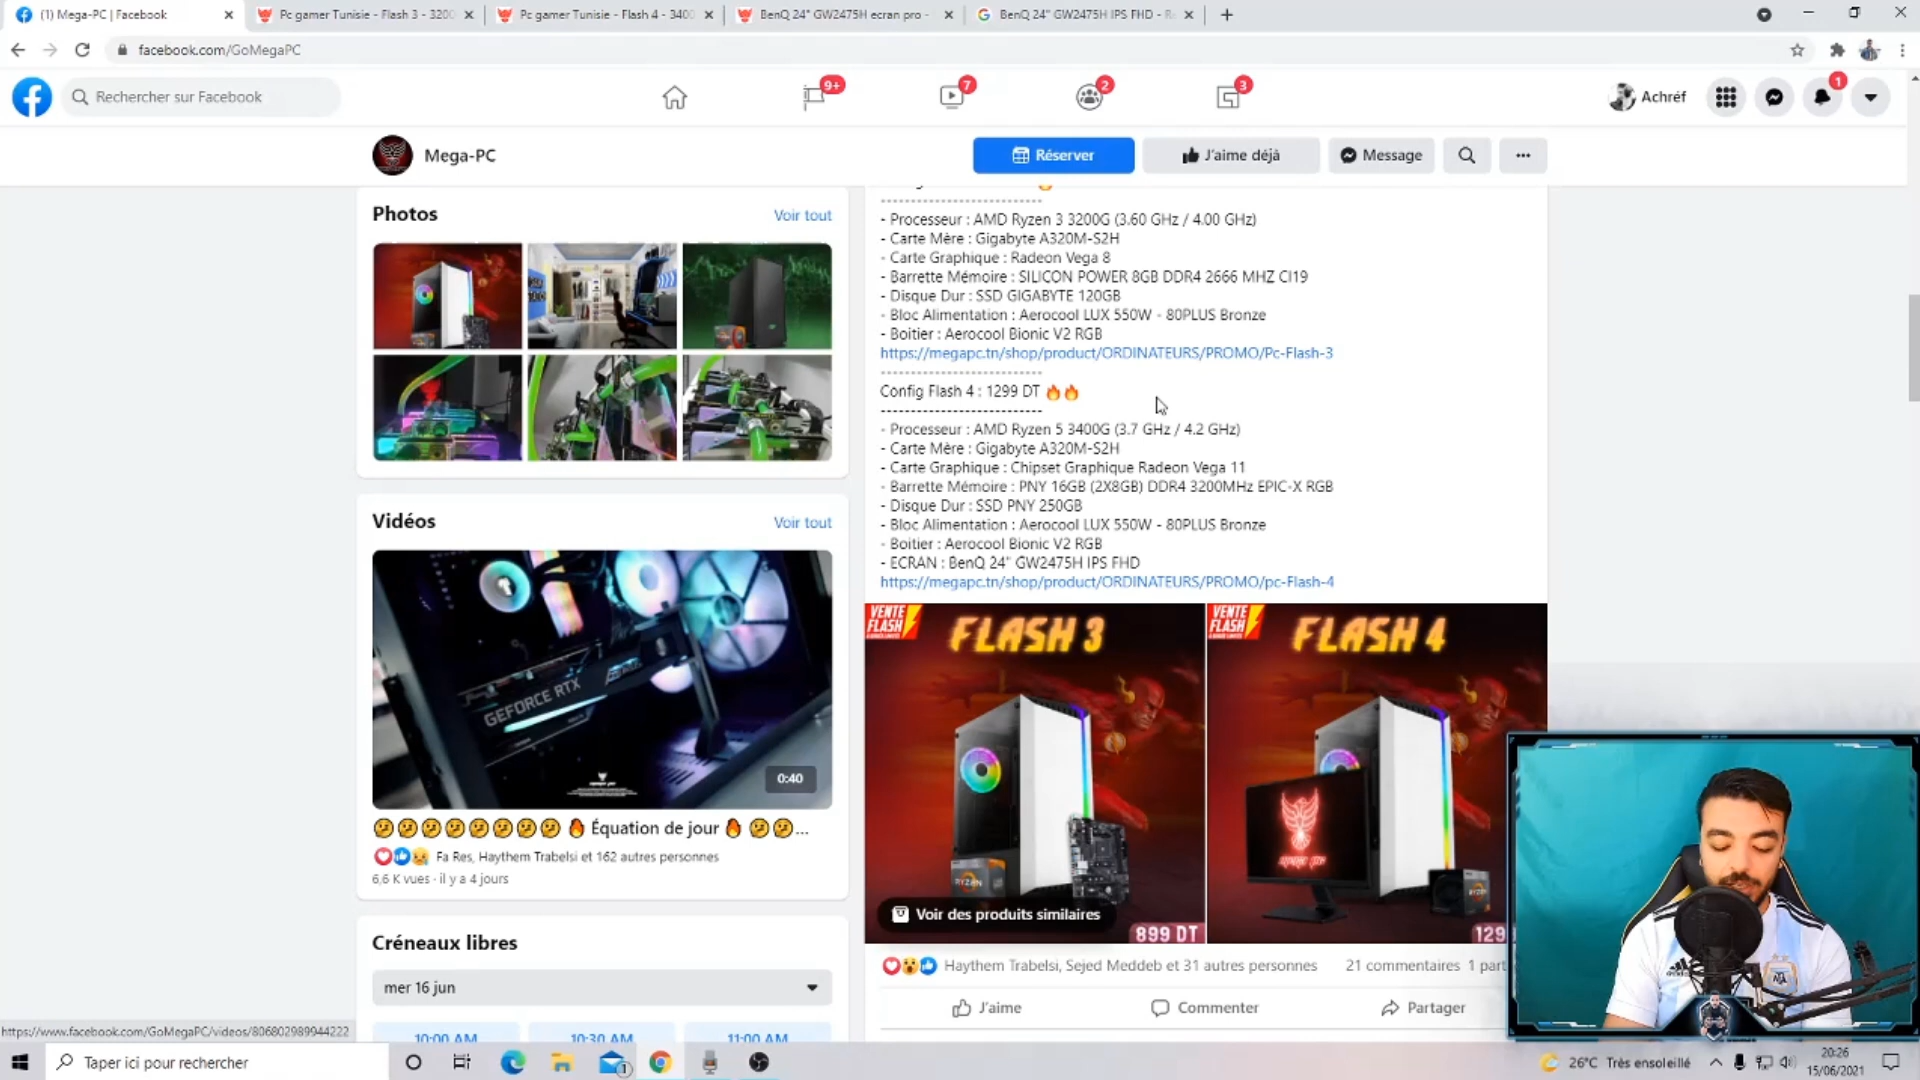 (1) Mega-PC | Facebook
Pc gamer Tunisie - Flash 3 - 3200
Pc gamer Tunisie - Flash 4 - 3400
BenQ 24" GW2475H ecran pro -
BenQ 24" GW2475H IPS FHD - R
facebook.com/GoMegaPC
Rechercher sur Facebook
9+
7
2
3
Achréf
1
Mega-PC
Réserver
J'aime déjà
Message
Photos
Voir tout
Vidéos
Voir tout
GEFORCE RTX
0:40
🔥 Équation de jour 🔥
Fa Res, Haythem Trabelsi et 162 autres personnes
6,6 K vues · il y a 4 jours
Créneaux libres
mer 16 jun
10:00 AM
10:30 AM
11:00 AM
--------------------------
- Processeur : AMD Ryzen 3 3200G (3.60 GHz / 4.00 GHz)
- Carte Mère : Gigabyte A320M-S2H
- Carte Graphique : Radeon Vega 8
- Barrette Mémoire : SILICON POWER 8GB DDR4 2666 MHZ Cl19
- Disque Dur : SSD GIGABYTE 120GB
- Bloc Alimentation : Aerocool LUX 550W - 80PLUS Bronze
- Boitier : Aerocool Bionic V2 RGB
https://megapc.tn/shop/product/ORDINATEURS/PROMO/Pc-Flash-3
--------------------------
Config Flash 4 : 1299 DT 🔥🔥
--------------------------
- Processeur : AMD Ryzen 5 3400G (3.7 GHz / 4.2 GHz)
- Carte Mère : Gigabyte A320M-S2H
- Carte Graphique : Chipset Graphique Radeon Vega 11
- Barrette Mémoire : PNY 16GB (2X8GB) DDR4 3200MHz EPIC-X RGB
- Disque Dur : SSD PNY 250GB
- Bloc Alimentation : Aerocool LUX 550W - 80PLUS Bronze
- Boitier : Aerocool Bionic V2 RGB
- ECRAN : BenQ 24" GW2475H IPS FHD
https://megapc.tn/shop/product/ORDINATEURS/PROMO/pc-Flash-4
VENTE FLASH
FLASH 3
VENTE FLASH
FLASH 4
RYZEN
RYZEN
Voir des produits similaires
899 DT
129
Haythem Trabelsi, Sejed Meddeb et 31 autres personnes
21 commentaires 1 part
J'aime
Commenter
Partager
adidas
AFA
https://www.facebook.com/GoMegaPC/videos/806802989944222
Taper ici pour rechercher
1
26°C Très ensoleillé
20:26
15/06/2021